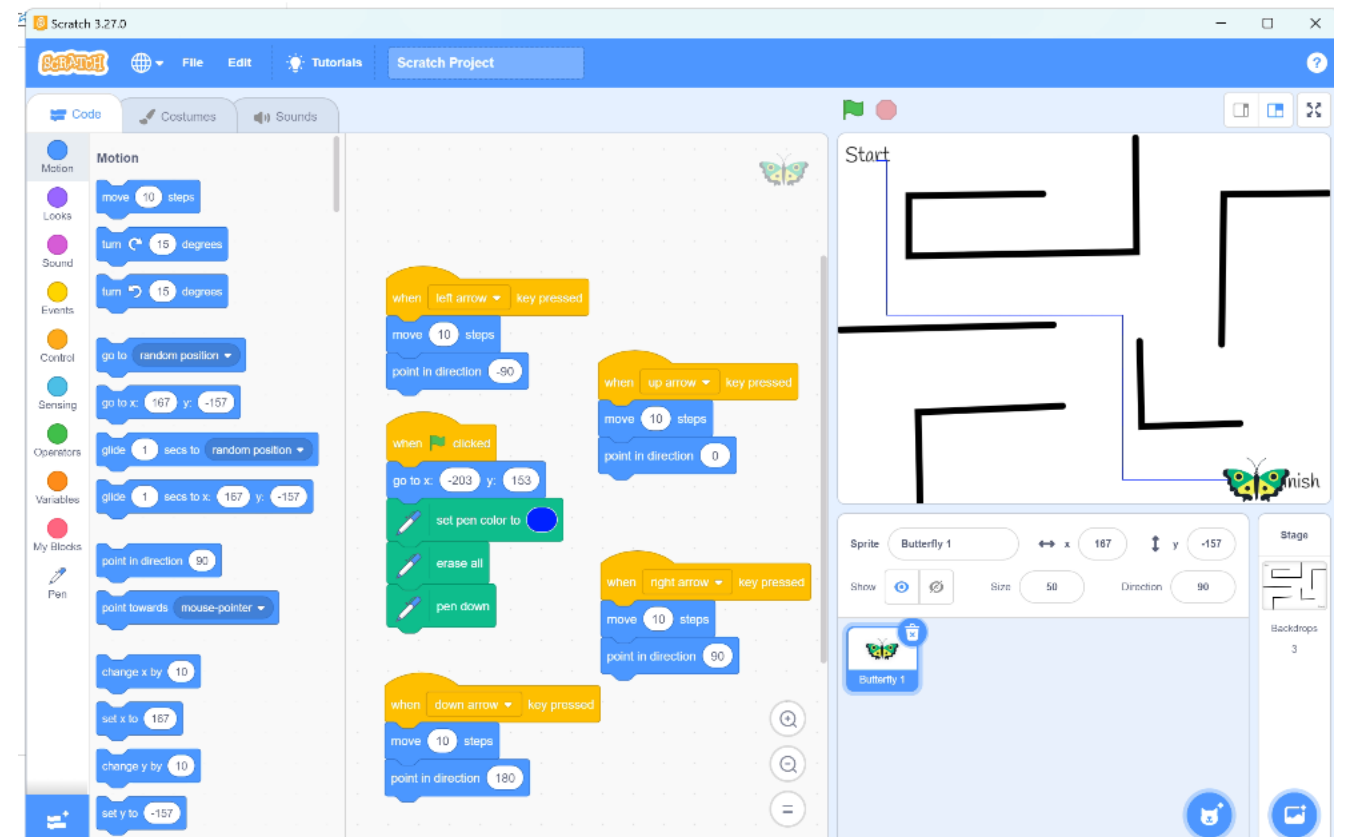 Scratch 3.27.0
SCRATCH
File
Edit
Tutorials
Scratch Project
?
Code
Costumes
Sounds
Motion
Looks
Sound
Events
Control
Sensing
Operators
Variables
My Blocks
Pen
Motion
move 10 steps
turn 15 degrees
turn 15 degrees
go to random position
go to x: 167 y: -157
glide 1 secs to random position
glide 1 secs to x: 167 y: -157
point in direction 90
point towards mouse-pointer
change x by 10
set x to 167
change y by 10
set y to -157
when left arrow key pressed
move 10 steps
point in direction -90
when clicked
go to x: -203 y: 153
set pen color to
erase all
pen down
when down arrow key pressed
move 10 steps
point in direction 180
when up arrow key pressed
move 10 steps
point in direction 0
when right arrow key pressed
move 10 steps
point in direction 90
Start
nish
Sprite Butterfly 1 x 167 y -157
Show Size 50 Direction 90
Butterfly 1
Stage
Backdrops
3